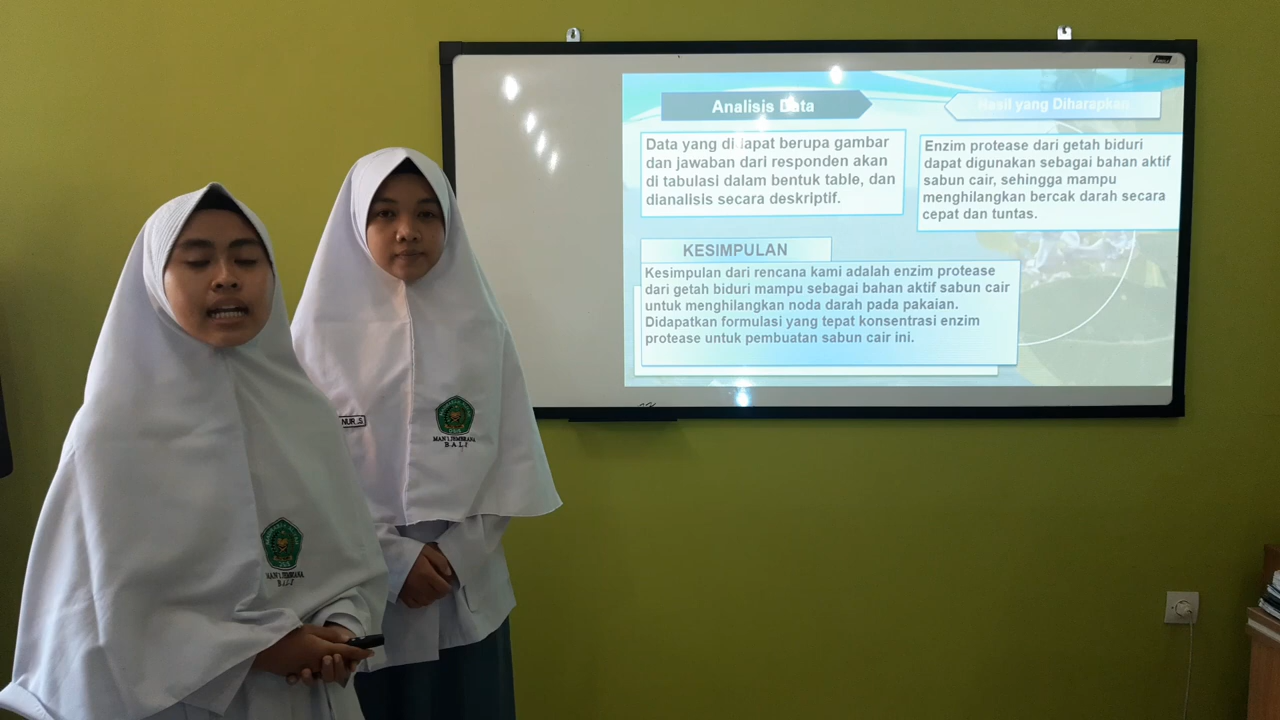 Analisis Data
Data yang di dapat berupa gambar
dan jawaban dari responden akan
di tabulasi dalam bentuk table, dan
dianalisis secara deskriptif.
Hasil yang Diharapkan
Enzim protease dari getah biduri
dapat digunakan sebagai bahan aktif
sabun cair, sehingga mampu
menghilangkan bercak darah secara
cepat dan tuntas.
KESIMPULAN
Kesimpulan dari rencana kami adalah enzim protease
dari getah biduri mampu sebagai bahan aktif sabun cair
untuk menghilangkan noda darah pada pakaian.
Didapatkan formulasi yang tepat konsentrasi enzim
protease untuk pembuatan sabun cair ini.
NUR .S
MAN 1 JEMBRANA
B.A.L.I
MAN 1 JEMBRANA
B.A.L.I